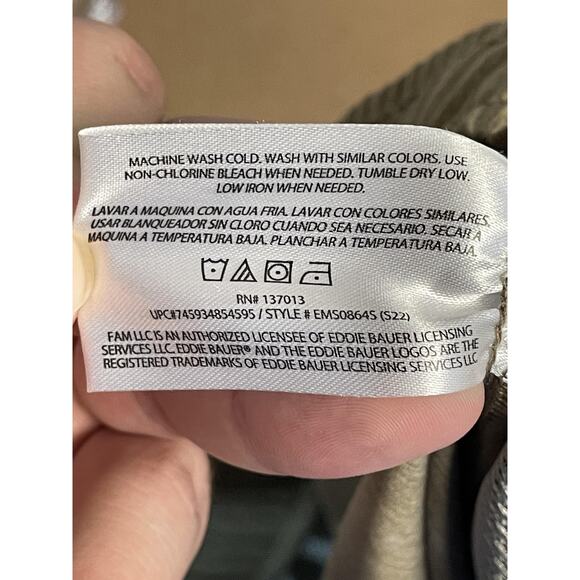 MACHINE WASH COLD. WASH WITH SIMILAR COLORS. USE
NON-CHLORINE BLEACH WHEN NEEDED. TUMBLE DRY LOW.
LOW IRON WHEN NEEDED.
LAVAR A MAQUINA CON AGUA FRIA. LAVAR CON COLORES SIMILARES.
USAR BLANQUEADOR SIN CLORO CUANDO SEA NECESARIO. SECAR A
MAQUINA A TEMPERATURA BAJA. PLANCHAR A TEMPERATURA BAJA.
RN# 137013
UPC#745934854595 / STYLE # EMS0864S (S22)
FAM LLC IS AN AUTHORIZED LICENSEE OF EDDIE BAUER LICENSING
SERVICES LLC. EDDIE BAUER® AND THE EDDIE BAUER LOGOS ARE THE
REGISTERED TRADEMARKS OF EDDIE BAUER LICENSING SERVICES LLC